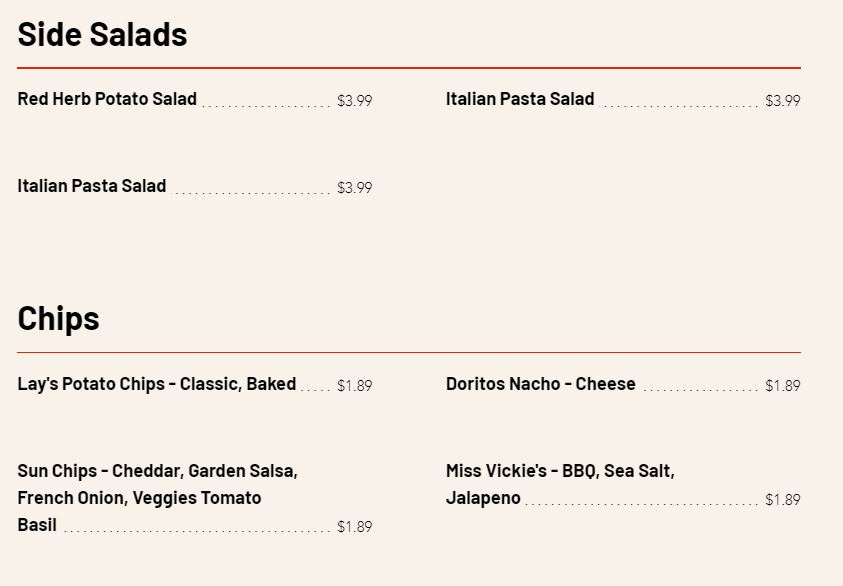 Side Salads
Red Herb Potato Salad ........................ $3.99
Italian Pasta Salad ............................. $3.99
Italian Pasta Salad ............................. $3.99
Chips
Lay's Potato Chips - Classic, Baked ..... $1.89
Doritos Nacho - Cheese ..................... $1.89
Sun Chips - Cheddar, Garden Salsa,
French Onion, Veggies Tomato
Basil .................................................. $1.89
Miss Vickie's - BBQ, Sea Salt,
Jalapeno ............................................ $1.89